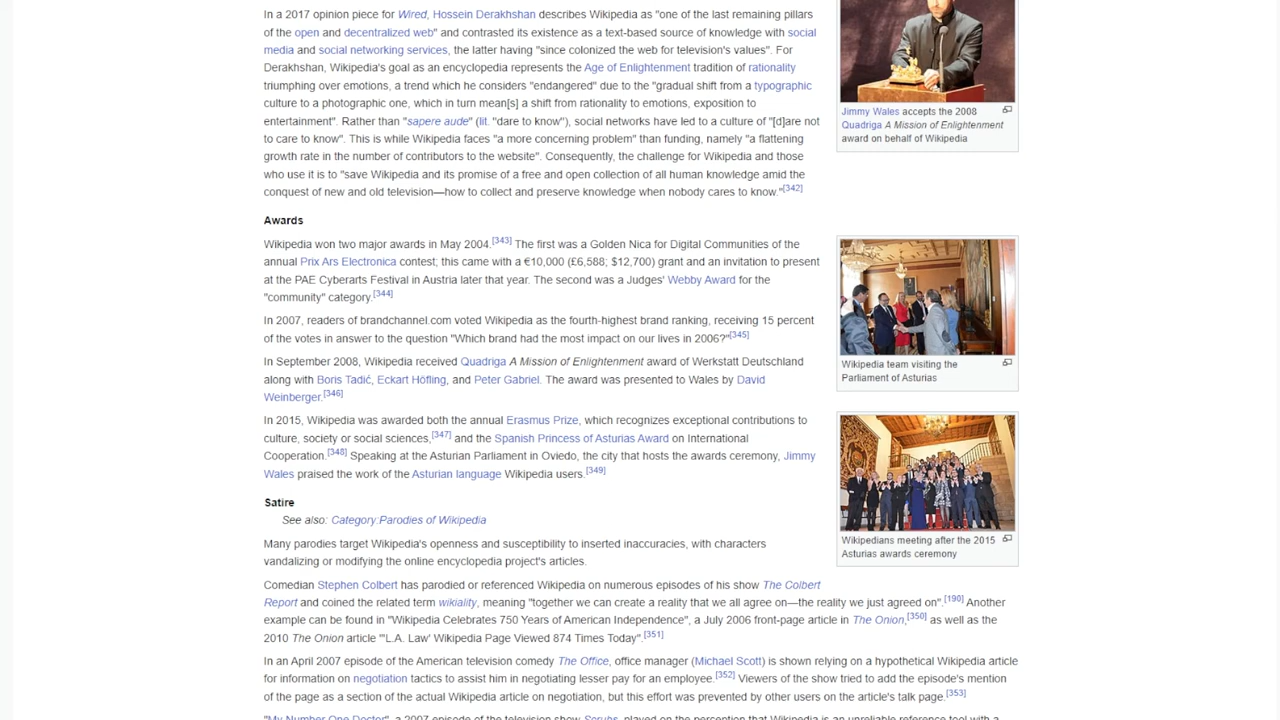 In a 2017 opinion piece for Wired, Hossein Derakhshan describes Wikipedia as "one of the last remaining pillars
of the open and decentralized web" and contrasted its existence as a text-based source of knowledge with social
media and social networking services, the latter having "since colonized the web for television's values". For
Derakhshan, Wikipedia's goal as an encyclopedia represents the Age of Enlightenment tradition of rationality
triumphing over emotions, a trend which he considers "endangered" due to the "gradual shift from a typographic
culture to a photographic one, which in turn mean[s] a shift from rationality to emotions, exposition to
entertainment". Rather than "sapere aude" (lit. "dare to know"), social networks have led to a culture of "[d]are not
to care to know". This is while Wikipedia faces "a more concerning problem" than funding, namely "a flattening
growth rate in the number of contributors to the website". Consequently, the challenge for Wikipedia and those
who use it is to "save Wikipedia and its promise of a free and open collection of all human knowledge amid the
conquest of new and old television—how to collect and preserve knowledge when nobody cares to know."[342]
Jimmy Wales accepts the 2008
Quadriga A Mission of Enlightenment
award on behalf of Wikipedia
Awards
Wikipedia won two major awards in May 2004.[343] The first was a Golden Nica for Digital Communities of the
annual Prix Ars Electronica contest; this came with a €10,000 (£6,588; $12,700) grant and an invitation to present
at the PAE Cyberarts Festival in Austria later that year. The second was a Judges' Webby Award for the
"community" category.[344]
In 2007, readers of brandchannel.com voted Wikipedia as the fourth-highest brand ranking, receiving 15 percent
of the votes in answer to the question "Which brand had the most impact on our lives in 2006?"[345]
In September 2008, Wikipedia received Quadriga A Mission of Enlightenment award of Werkstatt Deutschland
along with Boris Tadić, Eckart Höfling, and Peter Gabriel. The award was presented to Wales by David
Weinberger.[346]
Wikipedia team visiting the
Parliament of Asturias
In 2015, Wikipedia was awarded both the annual Erasmus Prize, which recognizes exceptional contributions to
culture, society or social sciences,[347] and the Spanish Princess of Asturias Award on International
Cooperation.[348] Speaking at the Asturian Parliament in Oviedo, the city that hosts the awards ceremony, Jimmy
Wales praised the work of the Asturian language Wikipedia users.[349]
Wikipedians meeting after the 2015
Asturias awards ceremony
Satire
See also: Category:Parodies of Wikipedia
Many parodies target Wikipedia's openness and susceptibility to inserted inaccuracies, with characters
vandalizing or modifying the online encyclopedia project's articles.
Comedian Stephen Colbert has parodied or referenced Wikipedia on numerous episodes of his show The Colbert
Report and coined the related term wikiality, meaning "together we can create a reality that we all agree on—the reality we just agreed on".[190] Another
example can be found in "Wikipedia Celebrates 750 Years of American Independence", a July 2006 front-page article in The Onion,[350] as well as the
2010 The Onion article "'L.A. Law' Wikipedia Page Viewed 874 Times Today".[351]
In an April 2007 episode of the American television comedy The Office, office manager (Michael Scott) is shown relying on a hypothetical Wikipedia article
for information on negotiation tactics to assist him in negotiating lesser pay for an employee.[352] Viewers of the show tried to add the episode's mention
of the page as a section of the actual Wikipedia article on negotiation, but this effort was prevented by other users on the article's talk page.[353]
"My Number One Doctor", a 2007 episode of the television show Scrubs, played on the perception that Wikipedia is an unreliable reference tool with a